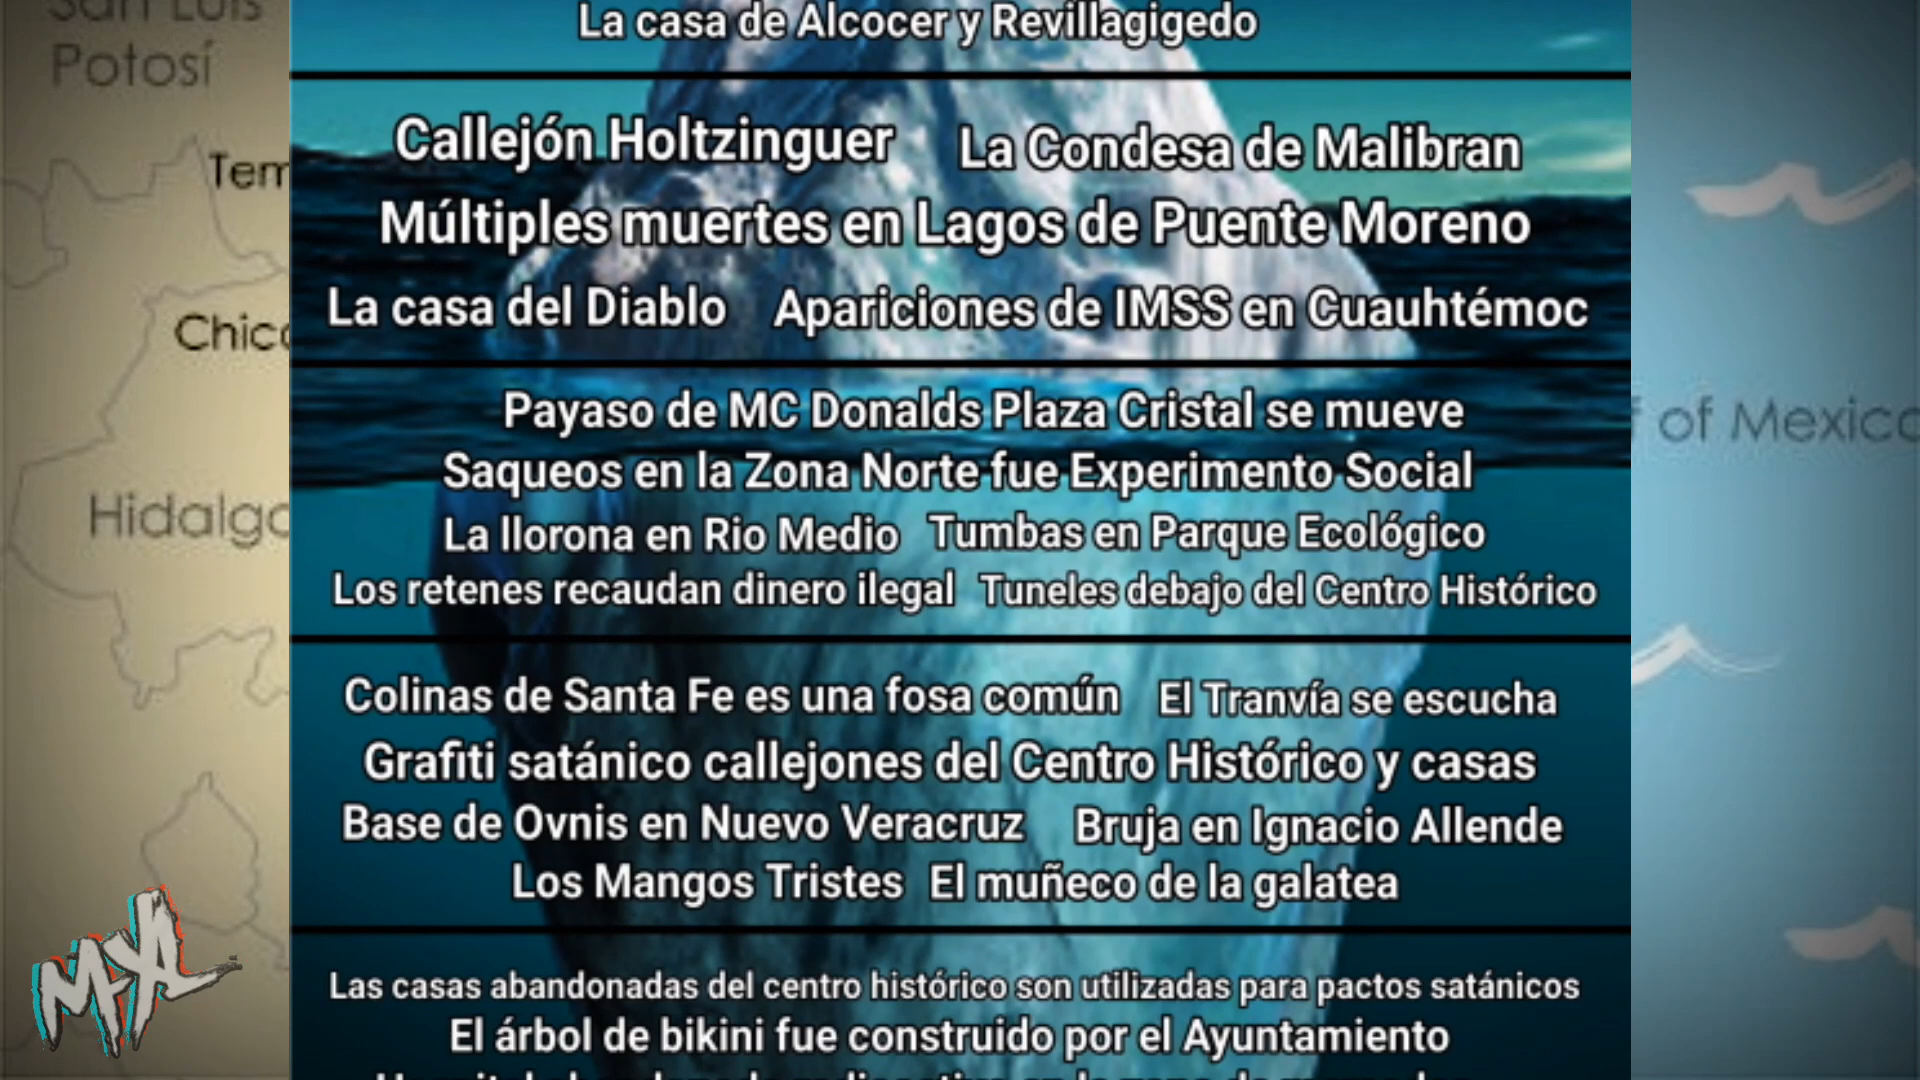 San Luis
Potosí
Hidalgo
La casa de Alcocer y Revillagigedo
Callejón Holtzinguer La Condesa de Malibran
Múltiples muertes en Lagos de Puente Moreno
La casa del Diablo Apariciones de IMSS en Cuauhtémoc
Payaso de MC Donalds Plaza Cristal se mueve
Saqueos en la Zona Norte fue Experimento Social
La llorona en Rio Medio Tumbas en Parque Ecológico
Los retenes recaudan dinero ilegal Tuneles debajo del Centro Histórico
Colinas de Santa Fe es una fosa común El Tranvía se escucha
Grafiti satánico callejones del Centro Histórico y casas
Base de Ovnis en Nuevo Veracruz Bruja en Ignacio Allende
Los Mangos Tristes El muñeco de la galatea
Las casas abandonadas del centro histórico son utilizadas para pactos satánicos
El árbol de bikini fue construido por el Ayuntamiento
of Mexico